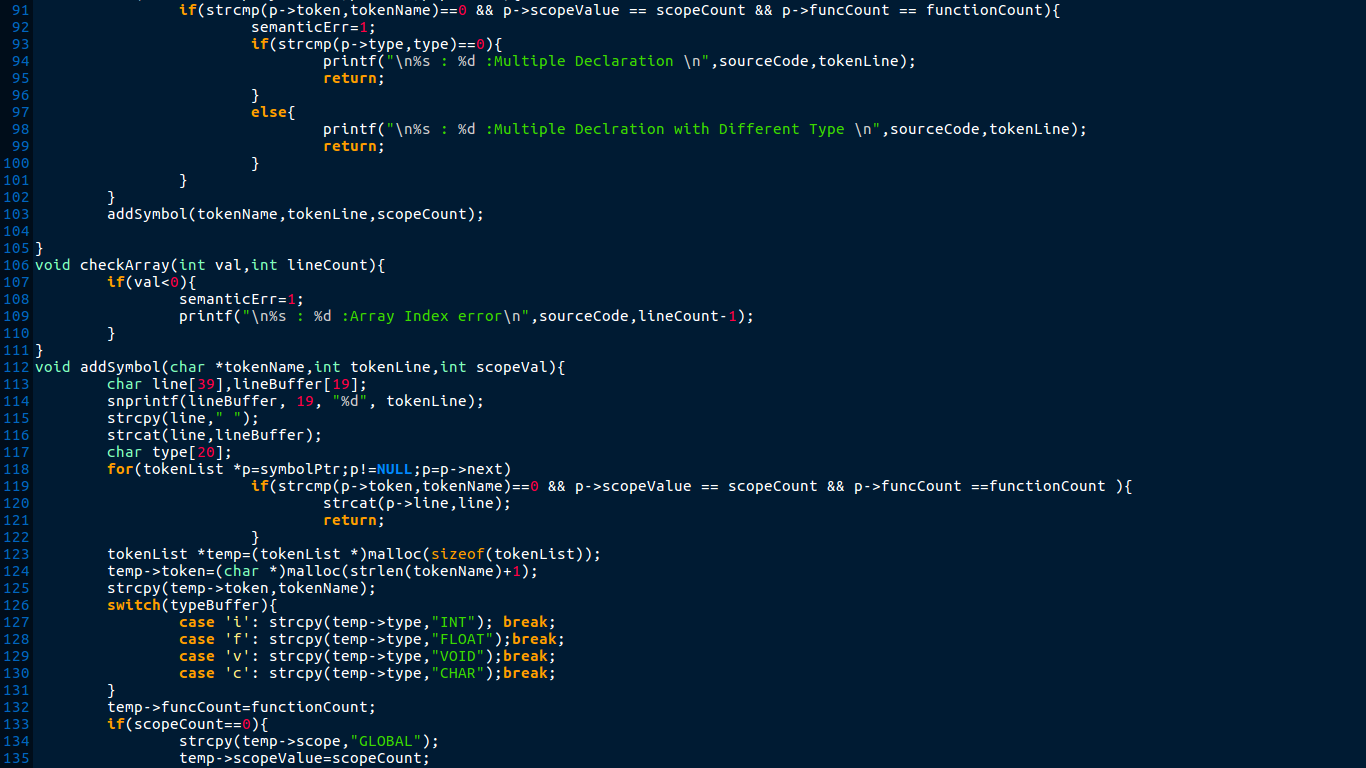 91 if(strcmp(p->token,tokenName)==0 && p->scopeValue == scopeCount && p->funcCount == functionCount){
92 semanticErr=1;
93 if(strcmp(p->type,type)==0){
94 printf("\n%s : %d :Multiple Declaration \n",sourceCode,tokenLine);
95 return;
96 }
97 else{
98 printf("\n%s : %d :Multiple Declration with Different Type \n",sourceCode,tokenLine);
99 return;
100 }
101 }
102 }
103 addSymbol(tokenName,tokenLine,scopeCount);
104
105 }
106 void checkArray(int val,int lineCount){
107 if(val<0){
108 semanticErr=1;
109 printf("\n%s : %d :Array Index error\n",sourceCode,lineCount-1);
110 }
111 }
112 void addSymbol(char *tokenName,int tokenLine,int scopeVal){
113 char line[39],lineBuffer[19];
114 snprintf(lineBuffer, 19, "%d", tokenLine);
115 strcpy(line," ");
116 strcat(line,lineBuffer);
117 char type[20];
118 for(tokenList *p=symbolPtr;p!=NULL;p=p->next)
119 if(strcmp(p->token,tokenName)==0 && p->scopeValue == scopeCount && p->funcCount ==functionCount ){
120 strcat(p->line,line);
121 return;
122 }
123 tokenList *temp=(tokenList *)malloc(sizeof(tokenList));
124 temp->token=(char *)malloc(strlen(tokenName)+1);
125 strcpy(temp->token,tokenName);
126 switch(typeBuffer){
127 case 'i': strcpy(temp->type,"INT"); break;
128 case 'f': strcpy(temp->type,"FLOAT");break;
129 case 'v': strcpy(temp->type,"VOID");break;
130 case 'c': strcpy(temp->type,"CHAR");break;
131 }
132 temp->funcCount=functionCount;
133 if(scopeCount==0){
134 strcpy(temp->scope,"GLOBAL");
135 temp->scopeValue=scopeCount;